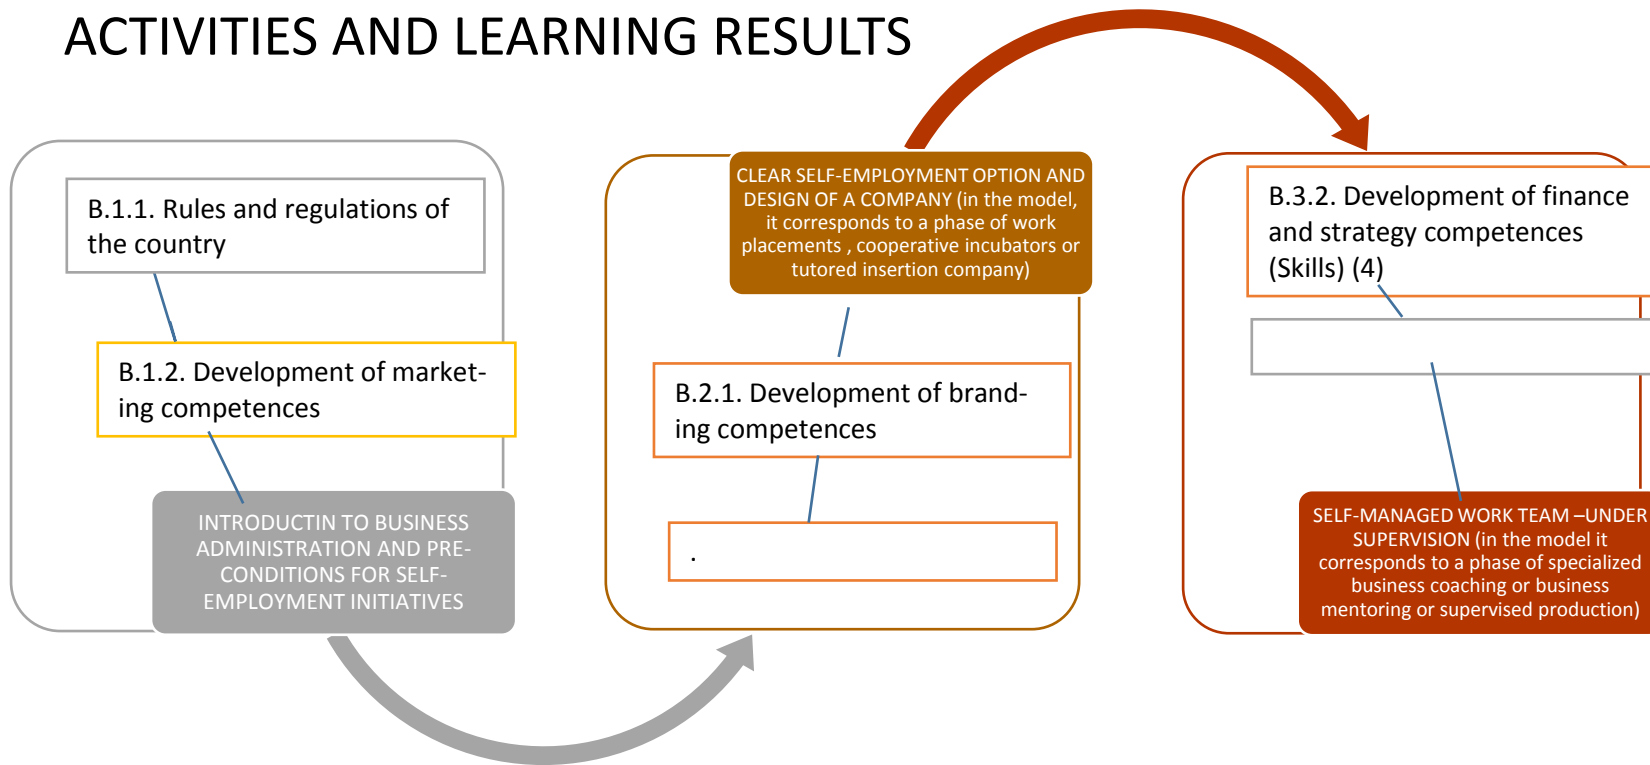 ACTIVITIES AND LEARNING RESULTS
B.1.1. Rules and regulations of
the country
B.1.2. Development of market-
ing competences
INTRODUCTIN TO BUSINESS
ADMINISTRATION AND PRE-
CONDITIONS FOR SELF-
EMPLOYMENT INITIATIVES
CLEAR SELF-EMPLOYMENT OPTION AND
DESIGN OF A COMPANY (in the model,
it corresponds to a phase of work
placements , cooperative incubators or
tutored insertion company)
B.2.1. Development of brand-
ing competences
.
B.3.2. Development of finance
and strategy competences
(Skills) (4)
SELF-MANAGED WORK TEAM –UNDER
SUPERVISION (in the model it
corresponds to a phase of specialized
business coaching or business
mentoring or supervised production)